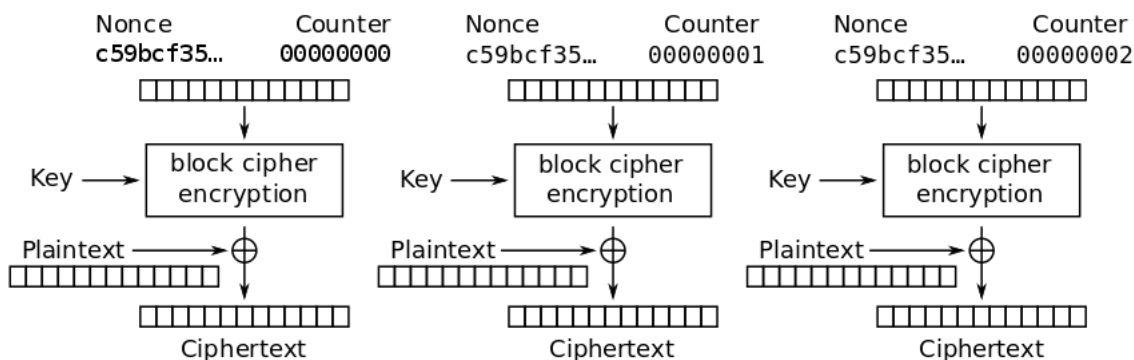 Nonce Counter Nonce Counter Nonce Counter
c59bcf35… 00000000 c59bcf35… 00000001 c59bcf35… 00000002
Key block cipher encryption Key block cipher encryption Key block cipher encryption
Plaintext Plaintext Plaintext
Ciphertext Ciphertext Ciphertext